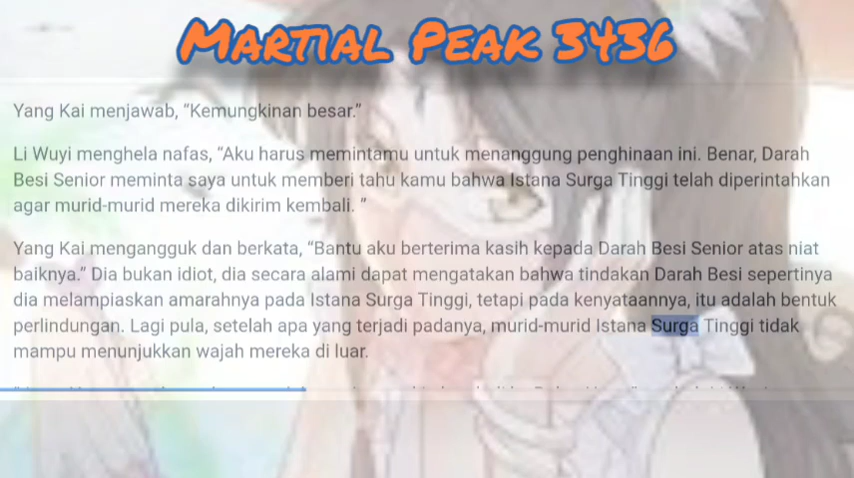 MARTIAL PEAK 3436
Yang Kai menjawab, “Kemungkinan besar.”
Li Wuyi menghela nafas, “Aku harus memintamu untuk menanggung penghinaan ini. Benar, Darah
Besi Senior meminta saya untuk memberi tahu kamu bahwa Istana Surga Tinggi telah diperintahkan
agar murid-murid mereka dikirim kembali. ”
Yang Kai mengangguk dan berkata, “Bantu aku berterima kasih kepada Darah Besi Senior atas niat
baiknya.” Dia bukan idiot, dia secara alami dapat mengatakan bahwa tindakan Darah Besi sepertinya
dia melampiaskan amarahnya pada Istana Surga Tinggi, tetapi pada kenyataannya, itu adalah bentuk
perlindungan. Lagi pula, setelah apa yang terjadi padanya, murid-murid Istana Surga Tinggi tidak
mampu menunjukkan wajah mereka di luar.